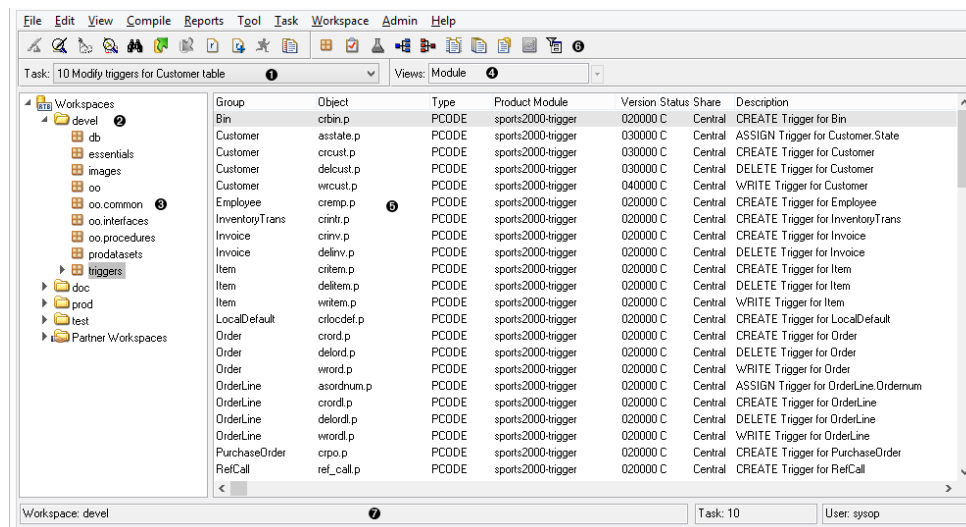 File Edit View Compile Reports Tool Task Workspace Admin Help
6
Task: 10 Modify triggers for Customer table 1 Views: Module 4
Workspaces
devel 2
db
essentials
images
oo
oo.common 3
oo.interfaces
oo.procedures
prodatasets
triggers
doc
prod
test
Partner Workspaces
Group Object Type Product Module Version Status Share Description
Bin crbin.p PCODE sports2000-trigger 020000 C Central CREATE Trigger for Bin
Customer asstate.p PCODE sports2000-trigger 030000 C Central ASSIGN Trigger for Customer.State
Customer crcust.p PCODE sports2000-trigger 030000 C Central CREATE Trigger for Customer
Customer delcust.p PCODE sports2000-trigger 030000 C Central DELETE Trigger for Customer
Customer wrcust.p PCODE sports2000-trigger 040000 C Central WRITE Trigger for Customer
Employee cremp.p 5 PCODE sports2000-trigger 020000 C Central CREATE Trigger for Employee
InventoryTrans crintr.p PCODE sports2000-trigger 020000 C Central CREATE Trigger for InventoryTrans
Invoice crinv.p PCODE sports2000-trigger 020000 C Central CREATE Trigger for Invoice
Invoice delinv.p PCODE sports2000-trigger 020000 C Central DELETE Trigger for Invoice
Item critem.p PCODE sports2000-trigger 020000 C Central CREATE Trigger for Item
Item delitem.p PCODE sports2000-trigger 020000 C Central DELETE Trigger for Item
Item writem.p PCODE sports2000-trigger 020000 C Central WRITE Trigger for Item
LocalDefault crlocdef.p PCODE sports2000-trigger 020000 C Central CREATE Trigger for LocalDefault
Order crord.p PCODE sports2000-trigger 020000 C Central CREATE Trigger for Order
Order delord.p PCODE sports2000-trigger 020000 C Central DELETE Trigger for Order
Order wrord.p PCODE sports2000-trigger 020000 C Central WRITE Trigger for Order
OrderLine asordnum.p PCODE sports2000-trigger 020000 C Central ASSIGN Trigger for OrderLine.Ordernum
OrderLine crordl.p PCODE sports2000-trigger 020000 C Central CREATE Trigger for OrderLine
OrderLine delordl.p PCODE sports2000-trigger 020000 C Central DELETE Trigger for OrderLine
OrderLine wrordl.p PCODE sports2000-trigger 020000 C Central WRITE Trigger for OrderLine
PurchaseOrder crpo.p PCODE sports2000-trigger 020000 C Central CREATE Trigger for PurchaseOrder
RefCall ref_call.p PCODE sports2000-trigger 020000 C Central CREATE Trigger for RefCall
Workspace: devel 7 Task: 10 User: sysop